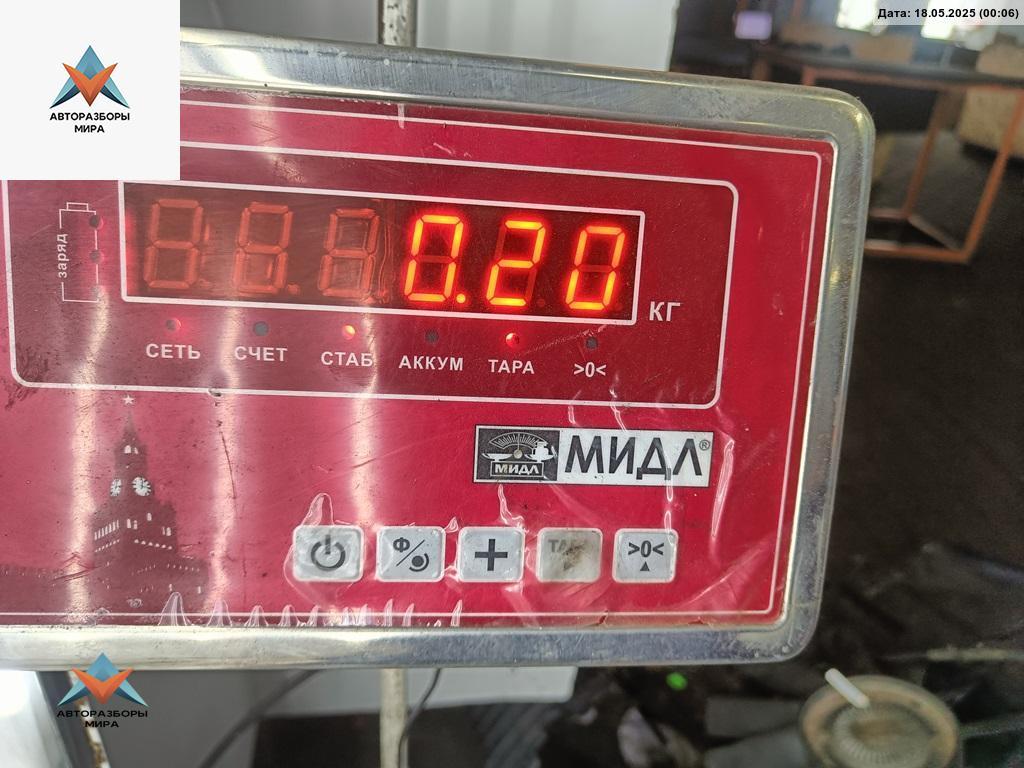 Дата: 18.05.2025 (00:06)
АВТОРАЗБОРЫ
МИРА
заряд
0.20
КГ
СЕТЬ СЧЕТ СТАБ АККУМ ТАРА >0<
МИДЛ МИДЛ®
Ф + >0<
АВТОРАЗБОРЫ
МИРА